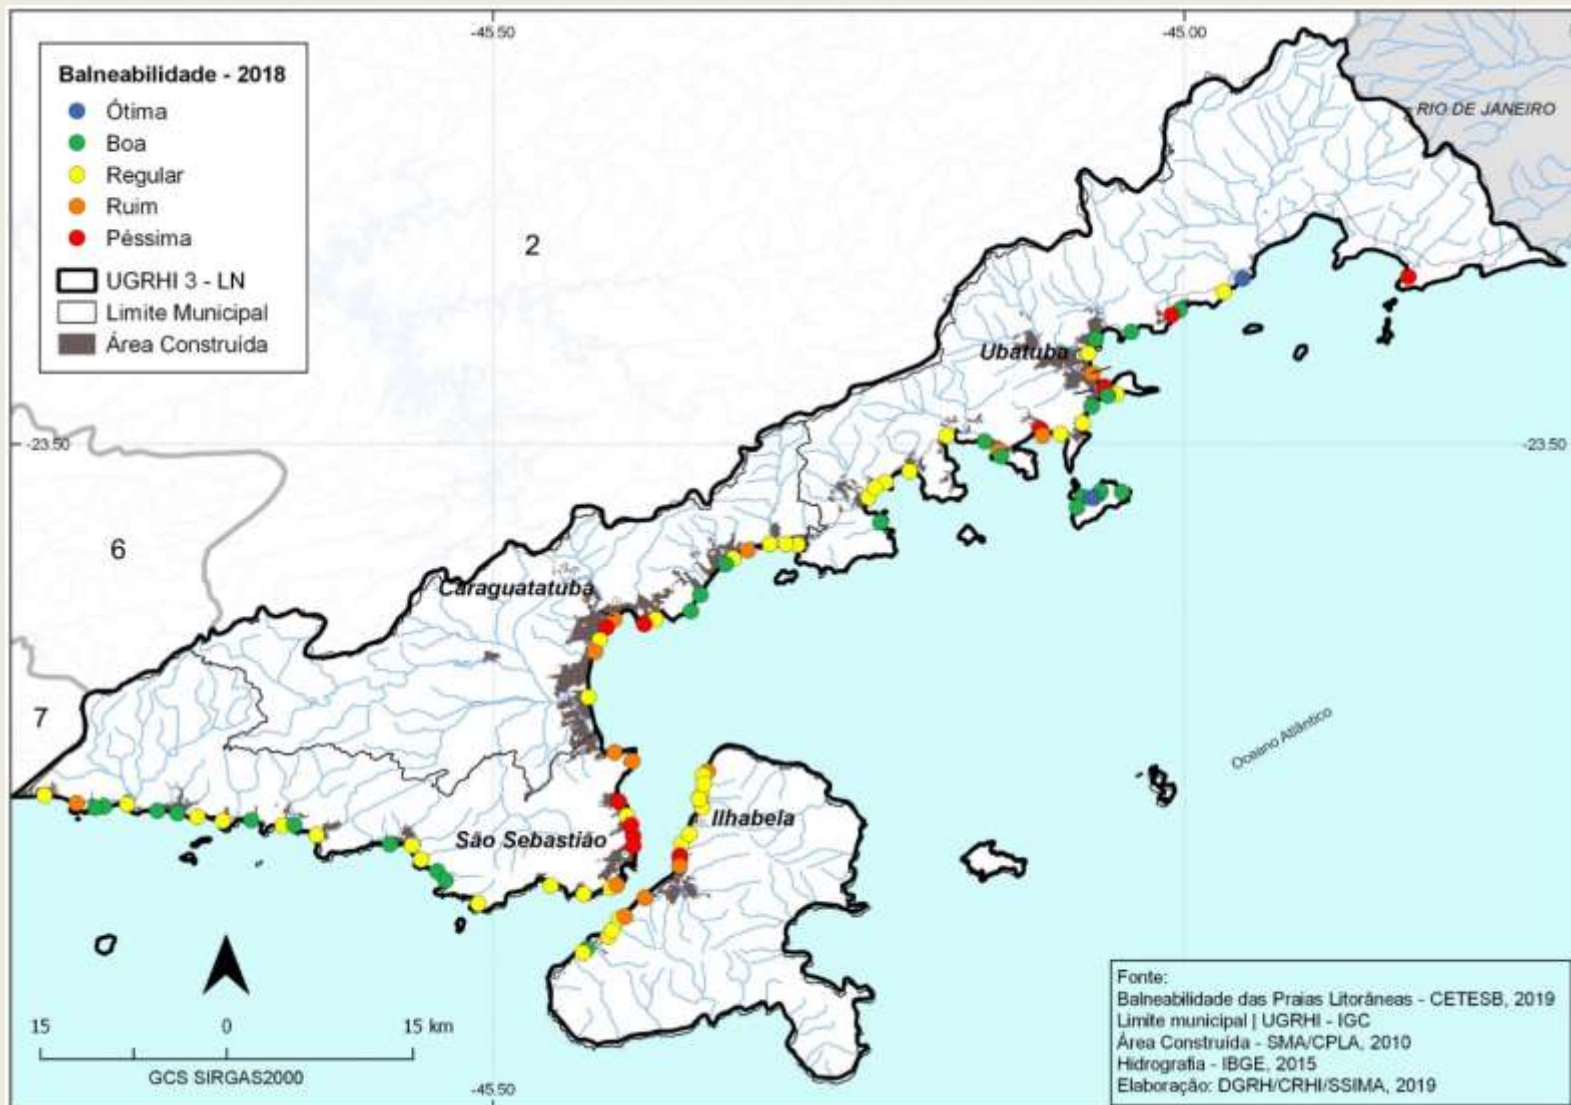 -45.50
-45.00
Balneabilidade - 2018
Ótima
Boa
Regular
Ruim
Péssima
UGRHI 3 - LN
Limite Municipal
Área Construída
RIO DE JANEIRO
2
Ubatuba
-23.50
-23.50
6
Caraguatatuba
7
Oceano Atlântico
Ilhabela
São Sebastião
15 0 15 km
GCS SIRGAS2000
-45.50
Fonte:
Balneabilidade das Praias Litorâneas - CETESB, 2019
Limite municipal | UGRHI - IGC
Área Construída - SMA/CPLA, 2010
Hidrografia - IBGE, 2015
Elaboração: DGRH/CRHI/SSIMA, 2019